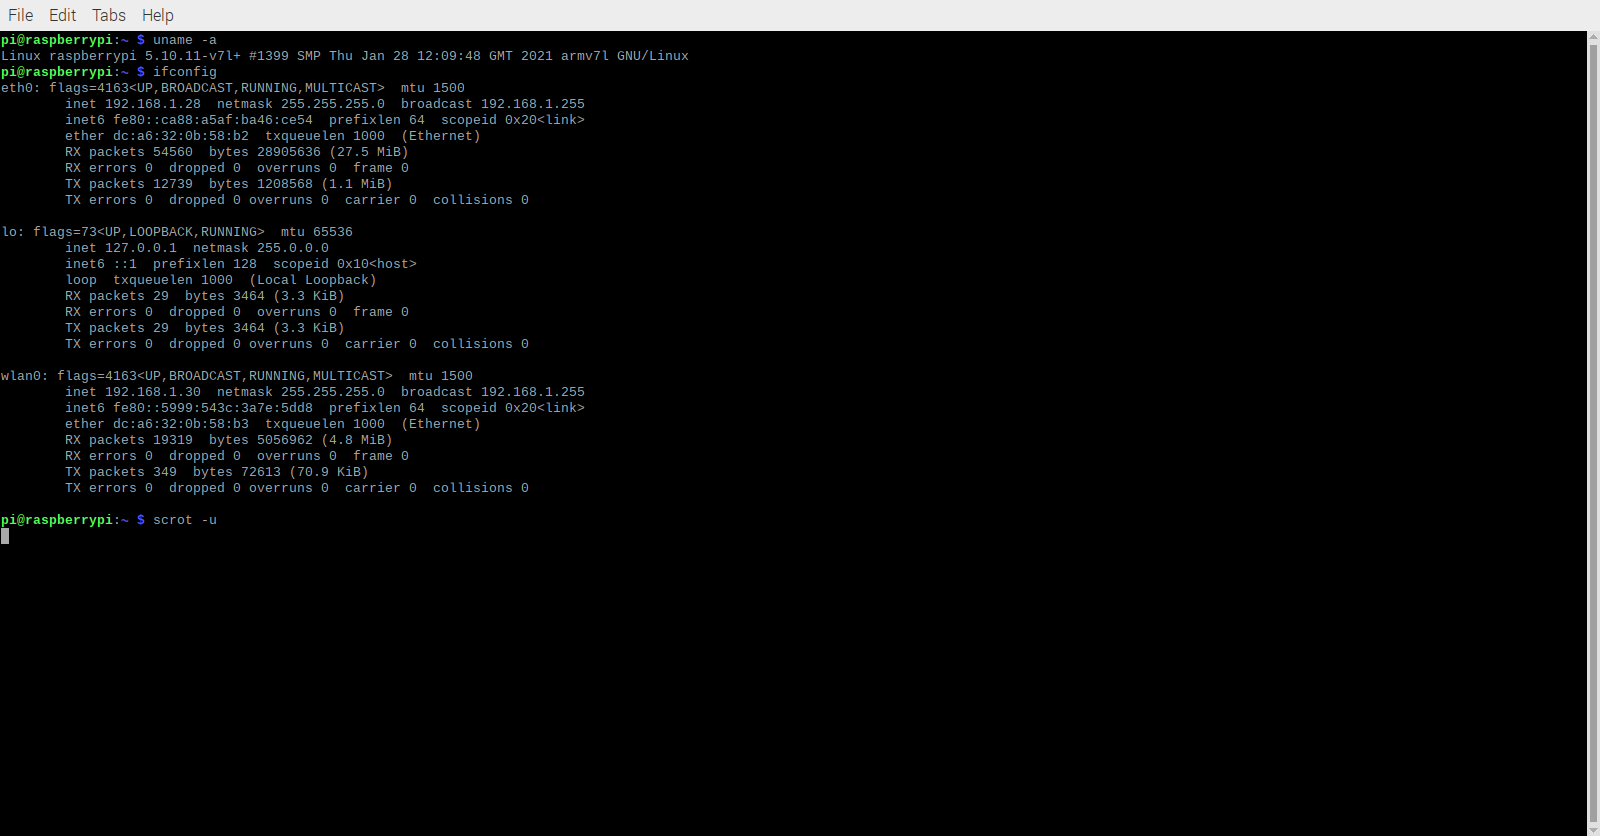 File Edit Tabs Help
pi@raspberrypi:~ $ uname -a
Linux raspberrypi 5.10.11-v7l+ #1399 SMP Thu Jan 28 12:09:48 GMT 2021 armv7l GNU/Linux
pi@raspberrypi:~ $ ifconfig
eth0: flags=4163<UP,BROADCAST,RUNNING,MULTICAST>  mtu 1500
        inet 192.168.1.28  netmask 255.255.255.0  broadcast 192.168.1.255
        inet6 fe80::ca88:a5af:ba46:ce54  prefixlen 64  scopeid 0x20<link>
        ether dc:a6:32:0b:58:b2  txqueuelen 1000  (Ethernet)
        RX packets 54560  bytes 28905636 (27.5 MiB)
        RX errors 0  dropped 0  overruns 0  frame 0
        TX packets 12739  bytes 1208568 (1.1 MiB)
        TX errors 0  dropped 0 overruns 0  carrier 0  collisions 0

lo: flags=73<UP,LOOPBACK,RUNNING>  mtu 65536
        inet 127.0.0.1  netmask 255.0.0.0
        inet6 ::1  prefixlen 128  scopeid 0x10<host>
        loop  txqueuelen 1000  (Local Loopback)
        RX packets 29  bytes 3464 (3.3 KiB)
        RX errors 0  dropped 0  overruns 0  frame 0
        TX packets 29  bytes 3464 (3.3 KiB)
        TX errors 0  dropped 0 overruns 0  carrier 0  collisions 0

wlan0: flags=4163<UP,BROADCAST,RUNNING,MULTICAST>  mtu 1500
        inet 192.168.1.30  netmask 255.255.255.0  broadcast 192.168.1.255
        inet6 fe80::5999:543c:3a7e:5dd8  prefixlen 64  scopeid 0x20<link>
        ether dc:a6:32:0b:58:b3  txqueuelen 1000  (Ethernet)
        RX packets 19319  bytes 5056962 (4.8 MiB)
        RX errors 0  dropped 0  overruns 0  frame 0
        TX packets 349  bytes 72613 (70.9 KiB)
        TX errors 0  dropped 0 overruns 0  carrier 0  collisions 0

pi@raspberrypi:~ $ scrot -u